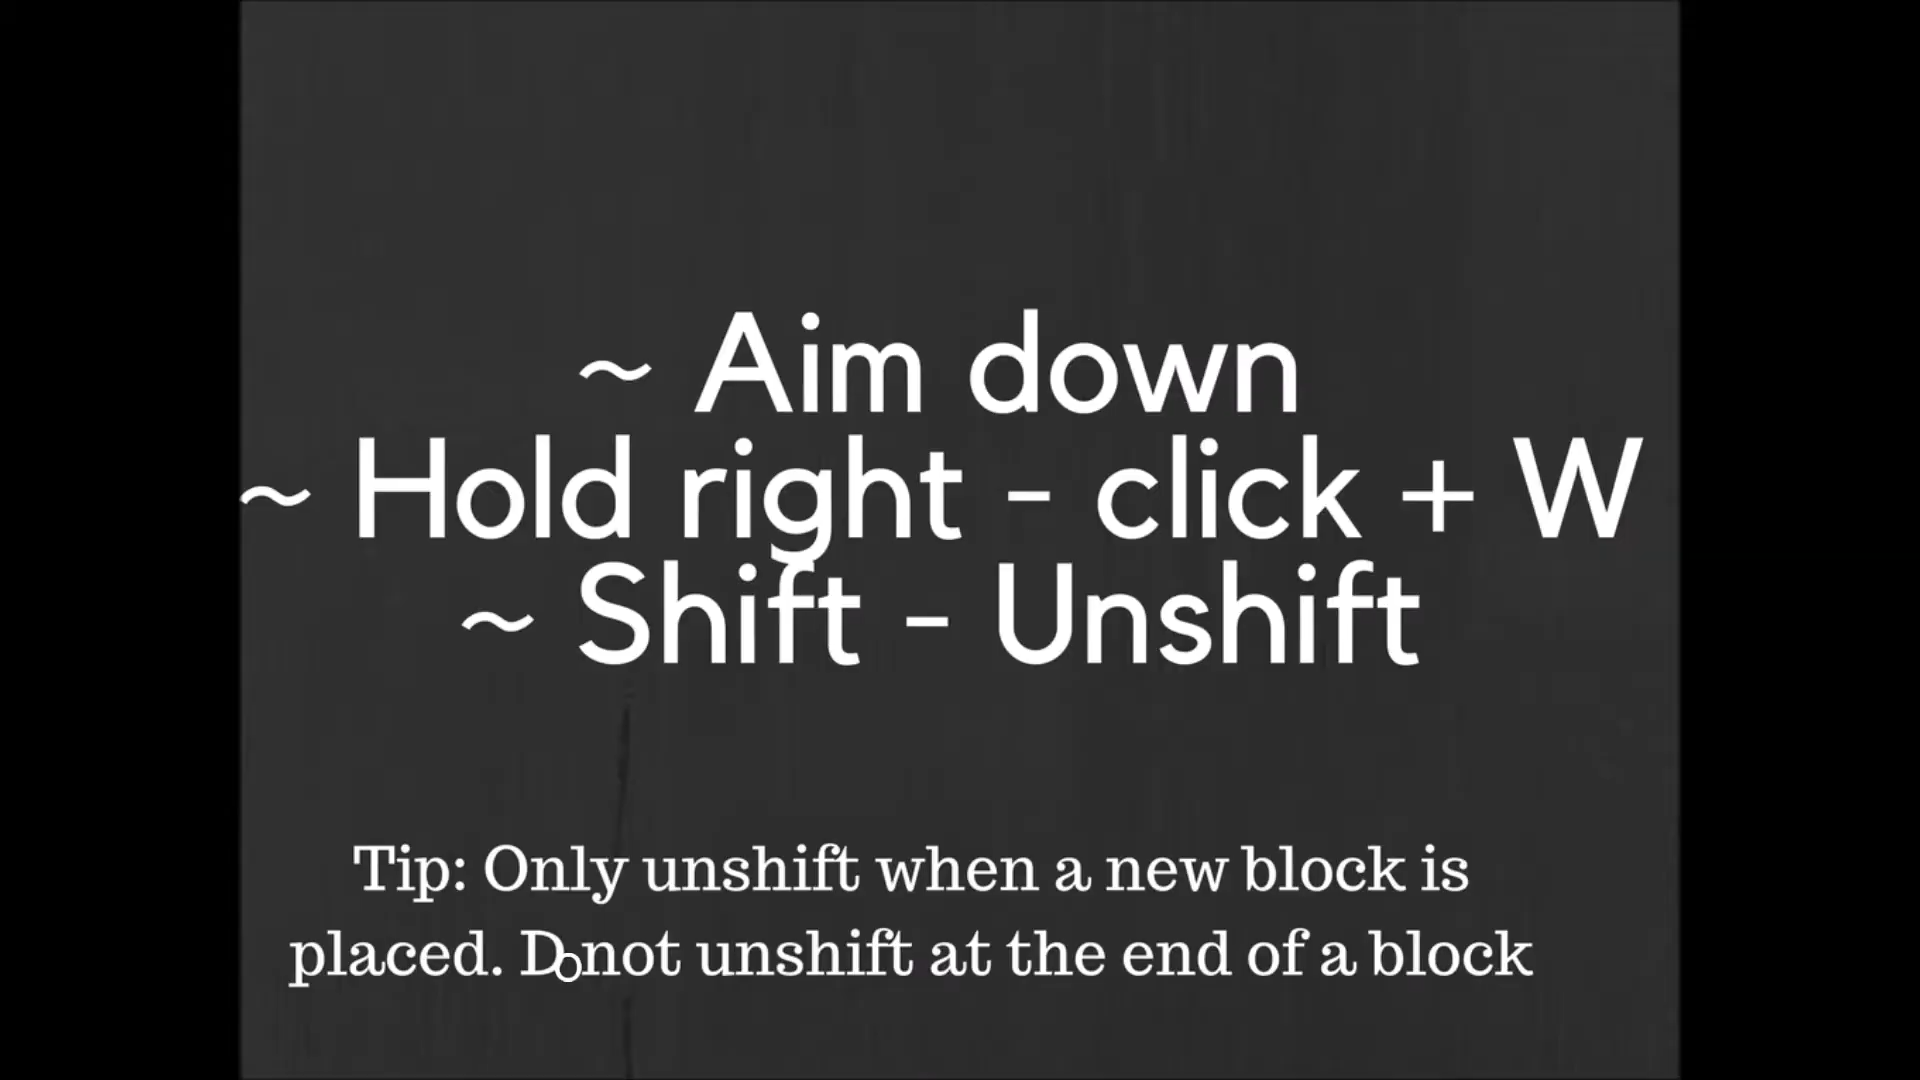 ~ Aim down
~ Hold right - click + W
~ Shift - Unshift
Tip: Only unshift when a new block is
placed. Do not unshift at the end of a block